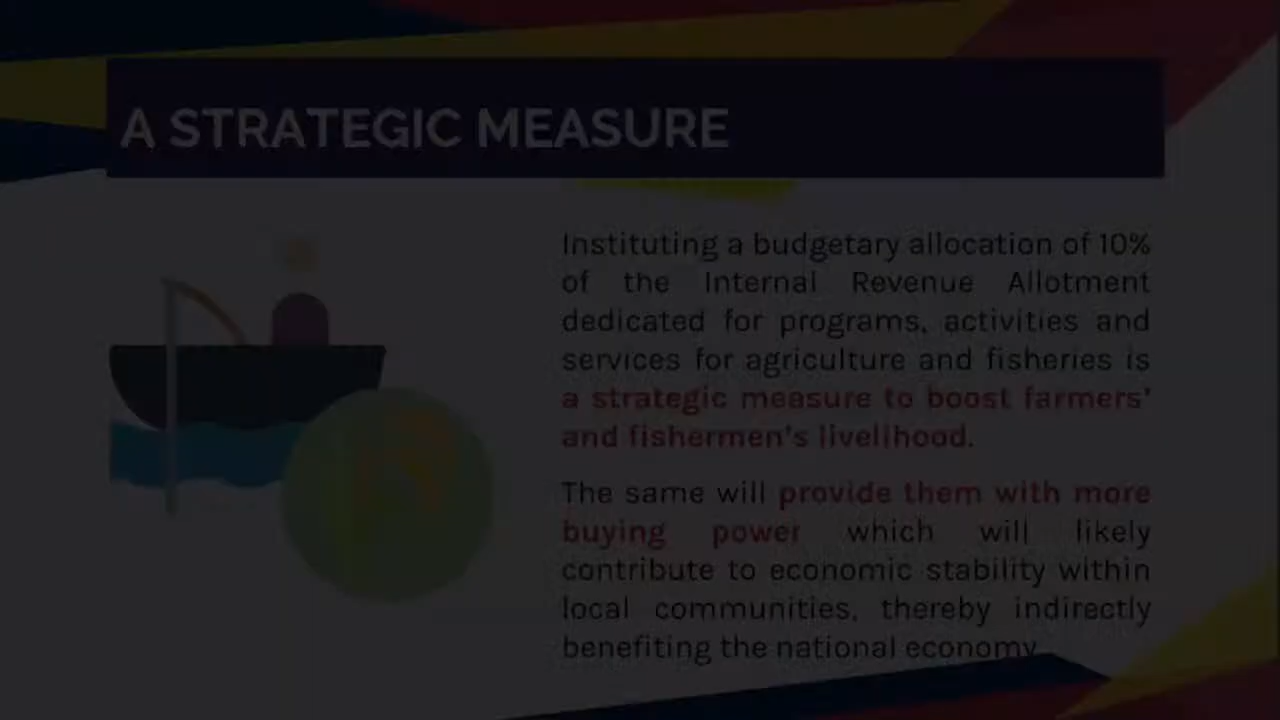 A STRATEGIC MEASURE
Instituting a budgetary allocation of 10%
of the Internal Revenue Allotment
dedicated for programs, activities and
services for agriculture and fisheries is
a strategic measure to boost farmers'
and fishermen's livelihood.
The same will provide them with more
buying power which will likely
contribute to economic stability within
local communities, thereby indirectly
benefiting the national economy.